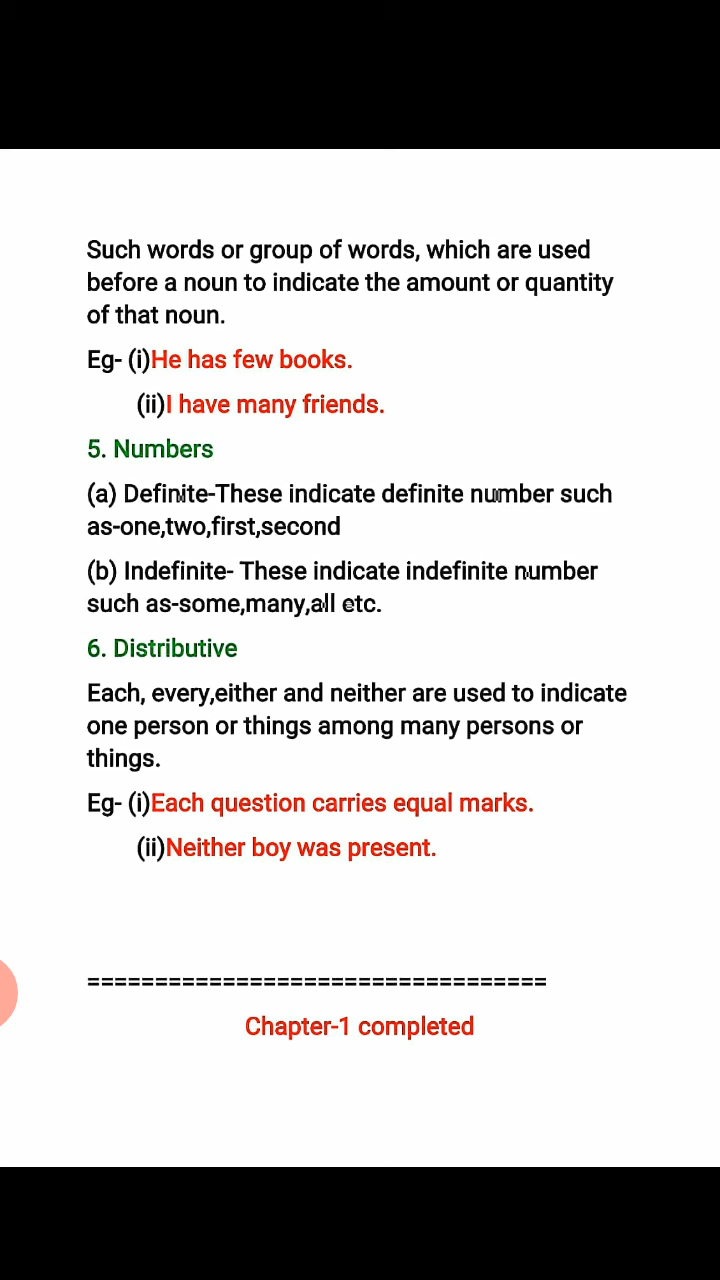 Such words or group of words, which are used
before a noun to indicate the amount or quantity
of that noun.
Eg- (i)He has few books.
(ii)I have many friends.
5. Numbers
(a) Definite-These indicate definite number such
as-one,two,first,second
(b) Indefinite- These indicate indefinite number
such as-some,many,all etc.
6. Distributive
Each, every,either and neither are used to indicate
one person or things among many persons or
things.
Eg- (i)Each question carries equal marks.
(ii)Neither boy was present.
==================================
Chapter-1 completed